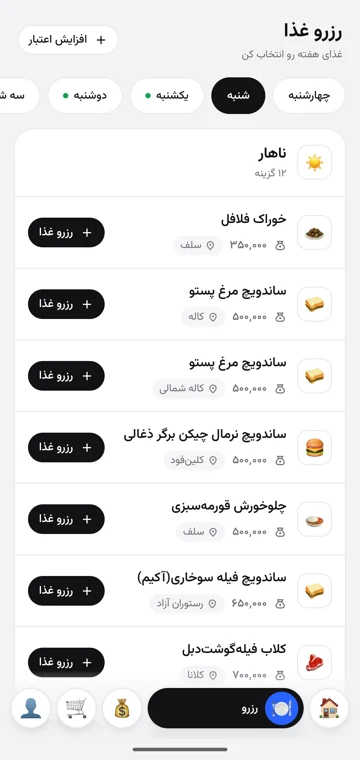 رزرو غذا
افزایش اعتبار
غذای هفته رو انتخاب کن
چهارشنبه
شنبه
یکشنبه
دوشنبه
سه ش
ناهار
۱۲ گزینه
خوراک فلافل
۳۵۰,۰۰۰ سلف
رزرو غذا
ساندویچ مرغ پستو
۵۰۰,۰۰۰ کاله
رزرو غذا
ساندویچ مرغ پستو
۵۰۰,۰۰۰ کاله شمالی
رزرو غذا
ساندویچ نرمال چیکن برگر ذغالی
۵۰۰,۰۰۰ کلین‌فود
رزرو غذا
چلوخورش قورمه‌سبزی
۵۰۰,۰۰۰ سلف
رزرو غذا
ساندویچ فیله سوخاری(آکیم)
۶۵۰,۰۰۰ رستوران آزاد
رزرو غذا
کلاب فیله‌گوشت‌دبل
۷۰۰,۰۰۰ کلانا
رزرو غذا
رزرو